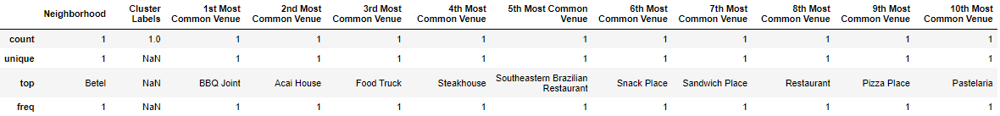 Neighborhood Cluster Labels 1st Most Common Venue 2nd Most Common Venue 3rd Most Common Venue 4th Most Common Venue 5th Most Common Venue 6th Most Common Venue 7th Most Common Venue 8th Most Common Venue 9th Most Common Venue 10th Most Common Venue
count 1 1.0 1 1 1 1 1 1 1 1 1 1
unique 1 NaN 1 1 1 1 1 1 1 1 1 1
top Betel NaN BBQ Joint Acai House Food Truck Steakhouse Southeastern Brazilian Restaurant Snack Place Sandwich Place Restaurant Pizza Place Pastelaria
freq 1 NaN 1 1 1 1 1 1 1 1 1 1